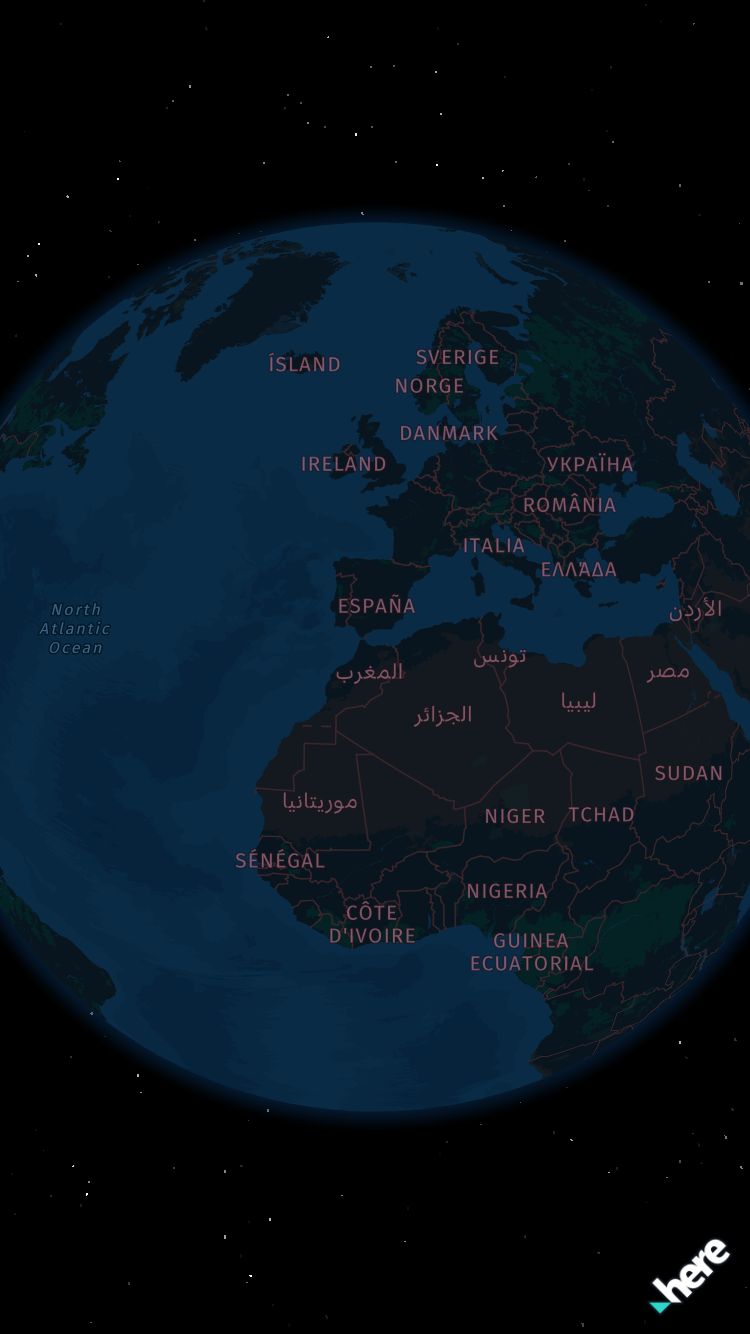 ÍSLAND
SVERIGE
NORGE
DANMARK
IRELAND
УКРАЇНА
ROMÂNIA
ITALIA
ΕΛΛΆΔΑ
ESPAÑA
الأردن
North
Atlantic
Ocean
تونس
المغرب
مصر
ليبيا
الجزائر
SUDAN
موريتانيا
NIGER
TCHAD
SÉNÉGAL
NIGERIA
CÔTE
D'IVOIRE
GUINEA
ECUATORIAL
here